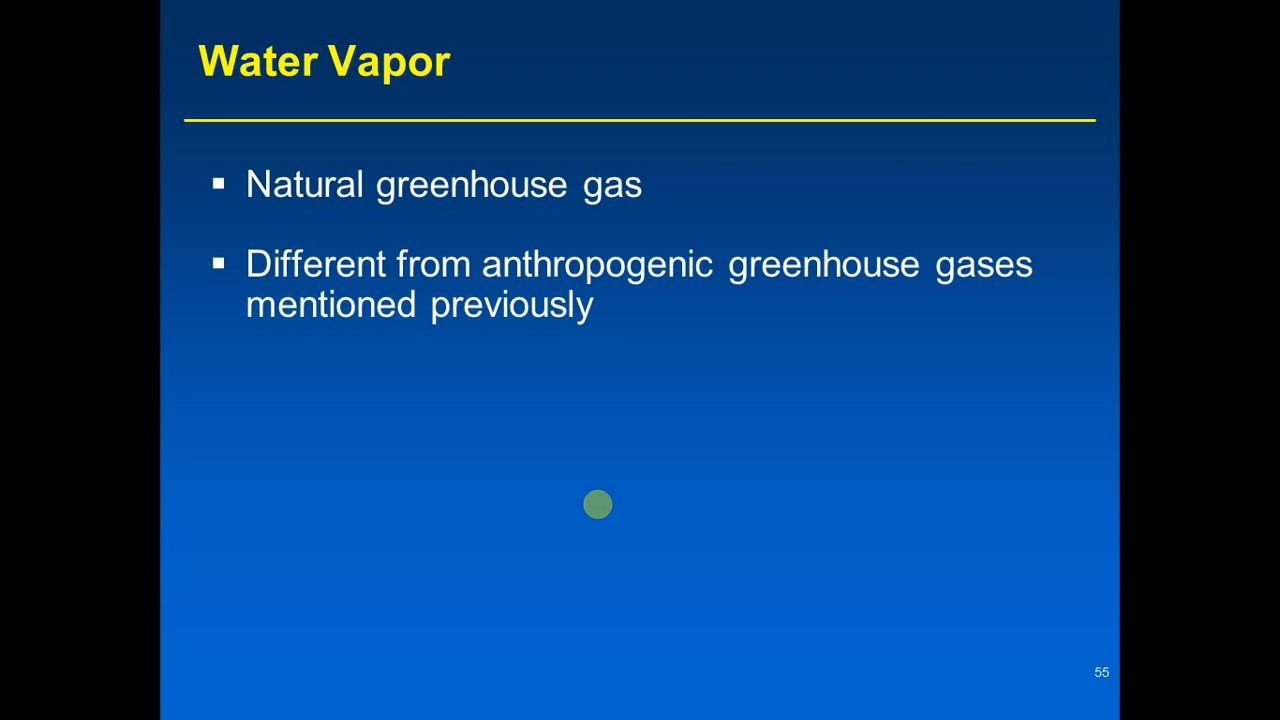 Water Vapor
▪ Natural greenhouse gas
▪ Different from anthropogenic greenhouse gases
mentioned previously
55